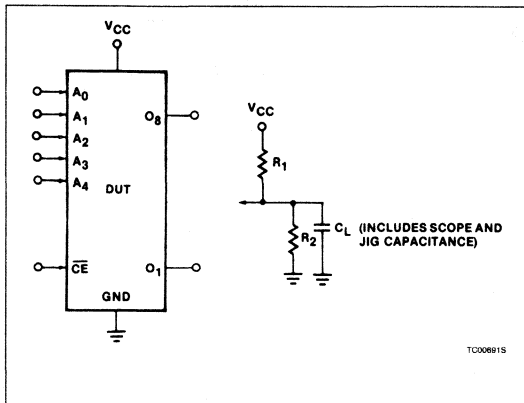 VCC
A0
A1
A2
A3
A4
O8
DUT
CE
O1
GND
VCC
R1
R2
CL (INCLUDES SCOPE AND
JIG CAPACITANCE)
TC00691S